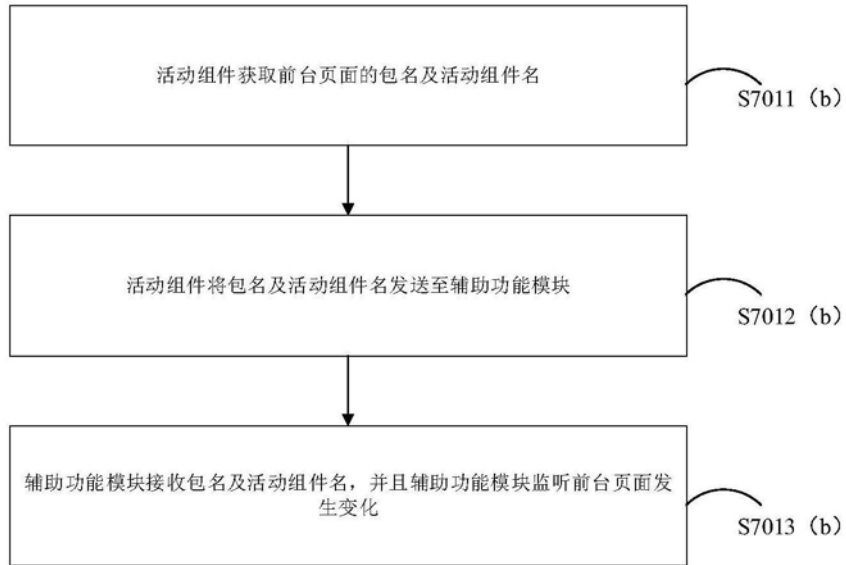 活动组件获取前台页面的包名及活动组件名
S7011（b）
活动组件将包名及活动组件名发送至辅助功能模块
S7012（b）
辅助功能模块接收包名及活动组件名，并且辅助功能模块监听前台页面发
生变化
S7013（b）